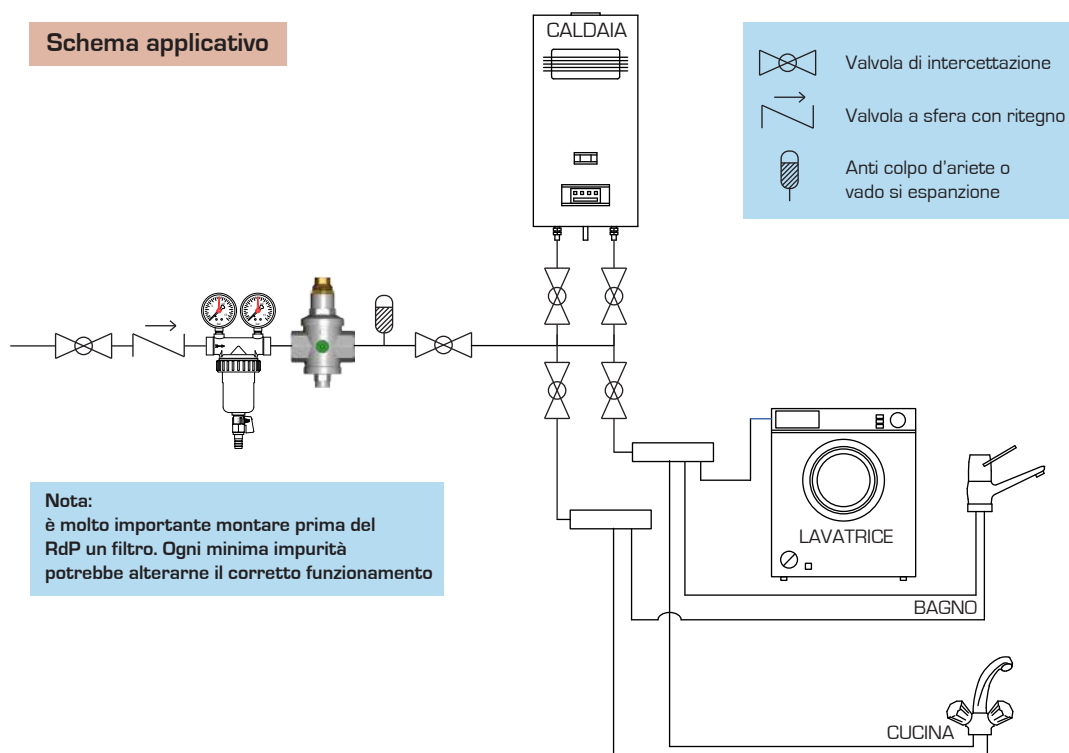 Schema applicativo
CALDAIA
Valvola di intercettazione
Valvola a sfera con ritegno
Anti colpo d'ariete o
vado si espanzione
Nota:
è molto importante montare prima del
RdP un filtro. Ogni minima impurità
potrebbe alterarne il corretto funzionamento
LAVATRICE
BAGNO
CUCINA